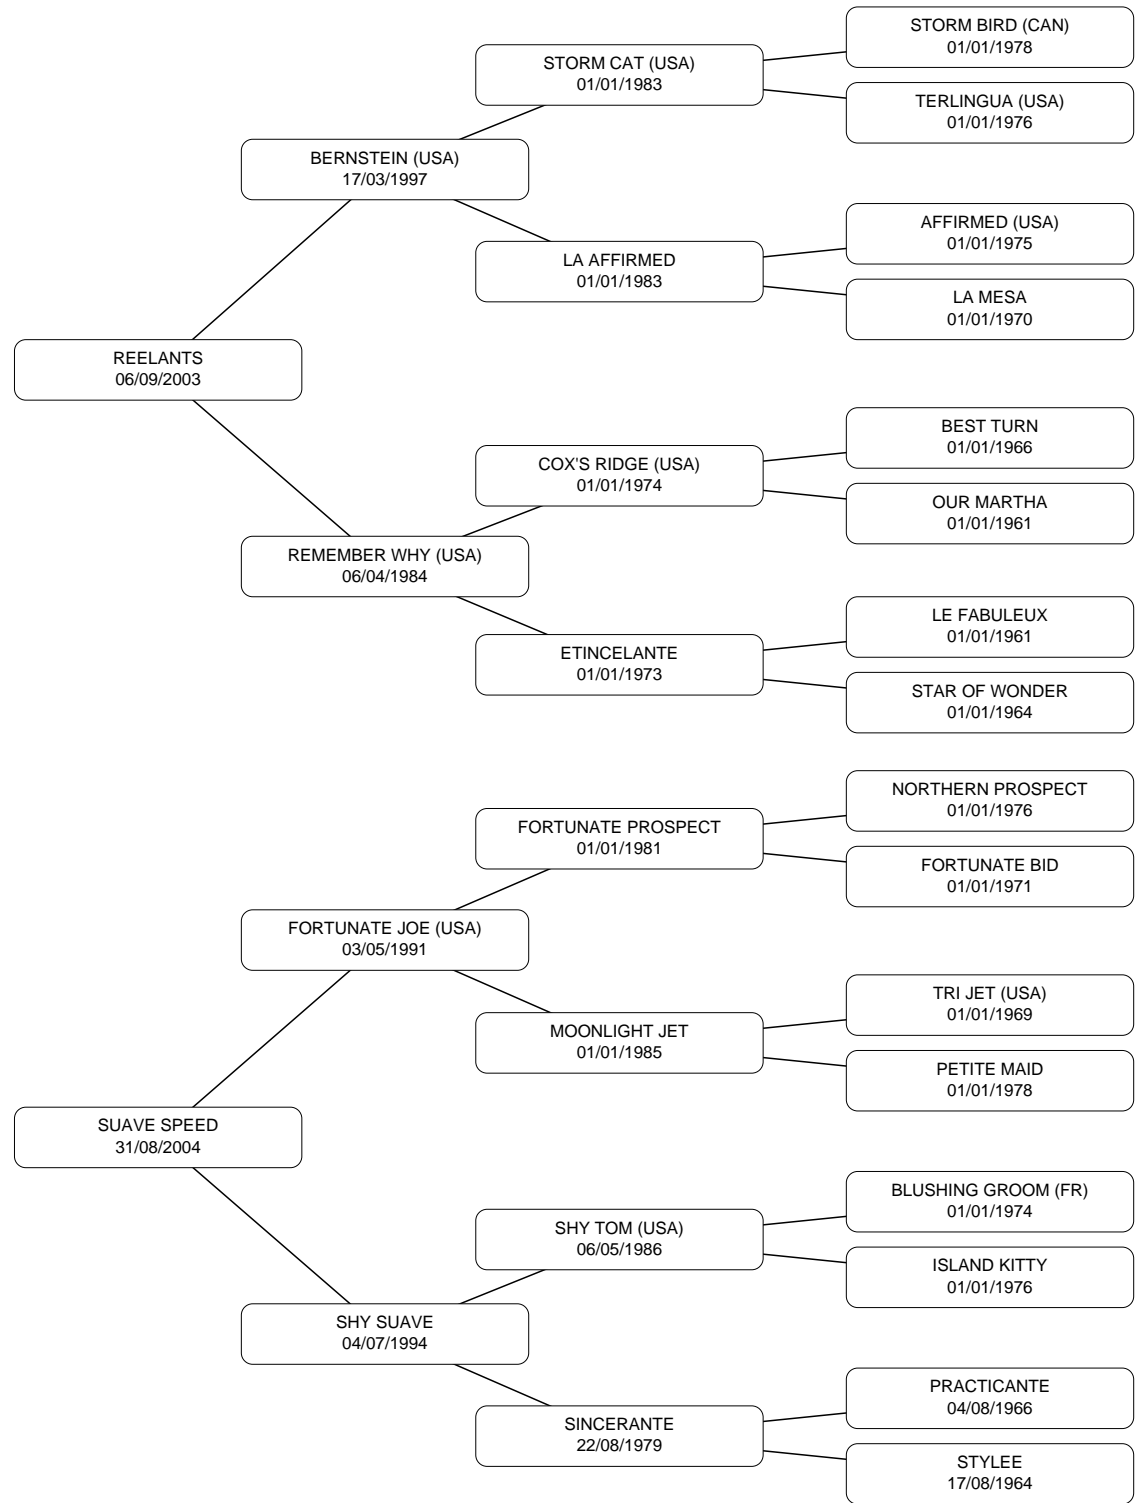 STORM BIRD (CAN)
01/01/1978
STORM CAT (USA)
01/01/1983
TERLINGUA (USA)
01/01/1976
BERNSTEIN (USA)
17/03/1997
AFFIRMED (USA)
01/01/1975
LA AFFIRMED
01/01/1983
LA MESA
01/01/1970
REELANTS
06/09/2003
BEST TURN
01/01/1966
COX'S RIDGE (USA)
01/01/1974
OUR MARTHA
01/01/1961
REMEMBER WHY (USA)
06/04/1984
LE FABULEUX
01/01/1961
ETINCELANTE
01/01/1973
STAR OF WONDER
01/01/1964
NORTHERN PROSPECT
01/01/1976
FORTUNATE PROSPECT
01/01/1981
FORTUNATE BID
01/01/1971
FORTUNATE JOE (USA)
03/05/1991
TRI JET (USA)
01/01/1969
MOONLIGHT JET
01/01/1985
PETITE MAID
01/01/1978
SUAVE SPEED
31/08/2004
BLUSHING GROOM (FR)
01/01/1974
SHY TOM (USA)
06/05/1986
ISLAND KITTY
01/01/1976
SHY SUAVE
04/07/1994
PRACTICANTE
04/08/1966
SINCERANTE
22/08/1979
STYLEE
17/08/1964